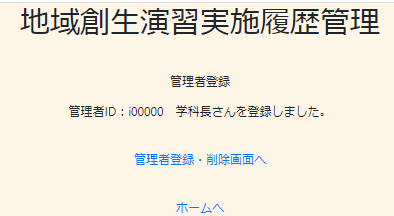 地域創生演習実施履歴管理
管理者登録
管理者ID：i00000　学科長さんを登録しました。
管理者登録・削除画面へ
ホームへ